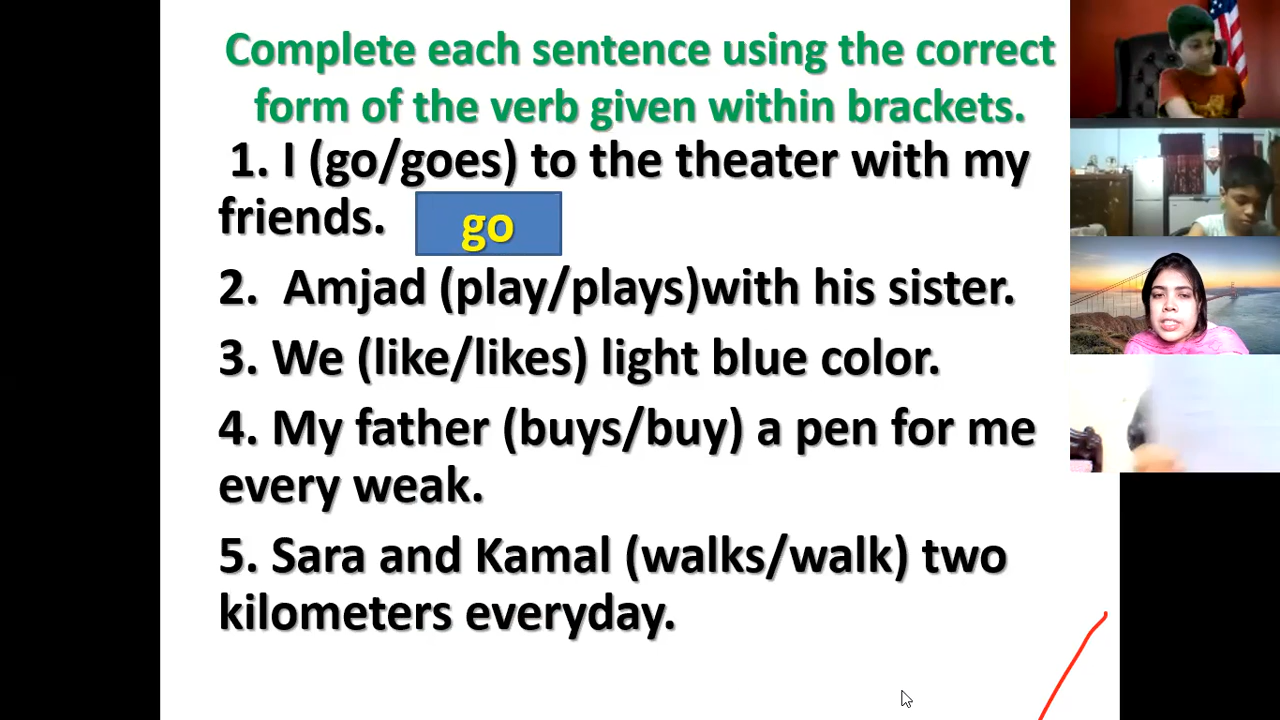 Complete each sentence using the correct
form of the verb given within brackets.
1. I (go/goes) to the theater with my
friends. go
2. Amjad (play/plays)with his sister.
3. We (like/likes) light blue color.
4. My father (buys/buy) a pen for me
every weak.
5. Sara and Kamal (walks/walk) two
kilometers everyday.